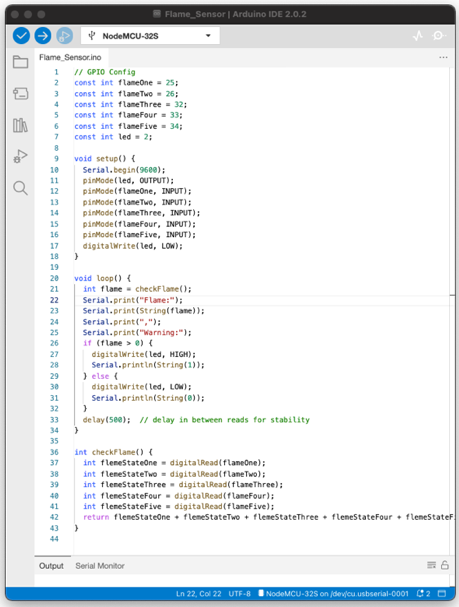 Flame_Sensor | Arduino IDE 2.0.2
NodeMCU-32S
Flame_Sensor.ino
1 // GPIO Config
2 const int flameOne = 25;
3 const int flameTwo = 26;
4 const int flameThree = 32;
5 const int flameFour = 33;
6 const int flameFive = 34;
7 const int led = 2;
8
9 void setup() {
10 Serial.begin(9600);
11 pinMode(led, OUTPUT);
12 pinMode(flameOne, INPUT);
13 pinMode(flameTwo, INPUT);
14 pinMode(flameThree, INPUT);
15 pinMode(flameFour, INPUT);
16 pinMode(flameFive, INPUT);
17 digitalWrite(led, LOW);
18 }
19
20 void loop() {
21 int flame = checkFlame();
22 Serial.print("Flame:");
23 Serial.print(String(flame));
24 Serial.print(",");
25 Serial.print("Warning:");
26 if (flame > 0) {
27 digitalWrite(led, HIGH);
28 Serial.println(String(1));
29 } else {
30 digitalWrite(led, LOW);
31 Serial.println(String(0));
32 }
33 delay(500); // delay in between reads for stability
34 }
35
36 int checkFlame() {
37 int flemeStateOne = digitalRead(flameOne);
38 int flemeStateTwo = digitalRead(flameTwo);
39 int flemeStateThree = digitalRead(flameThree);
40 int flemeStateFour = digitalRead(flameFour);
41 int flemeStateFive = digitalRead(flameFive);
42 return flemeStateOne + flemeStateTwo + flemeStateThree + flemeStateFour + flemeStateF
43 }
44
Output Serial Monitor
Ln 22, Col 22 UTF-8 NodeMCU-32S on /dev/cu.usbserial-0001 2